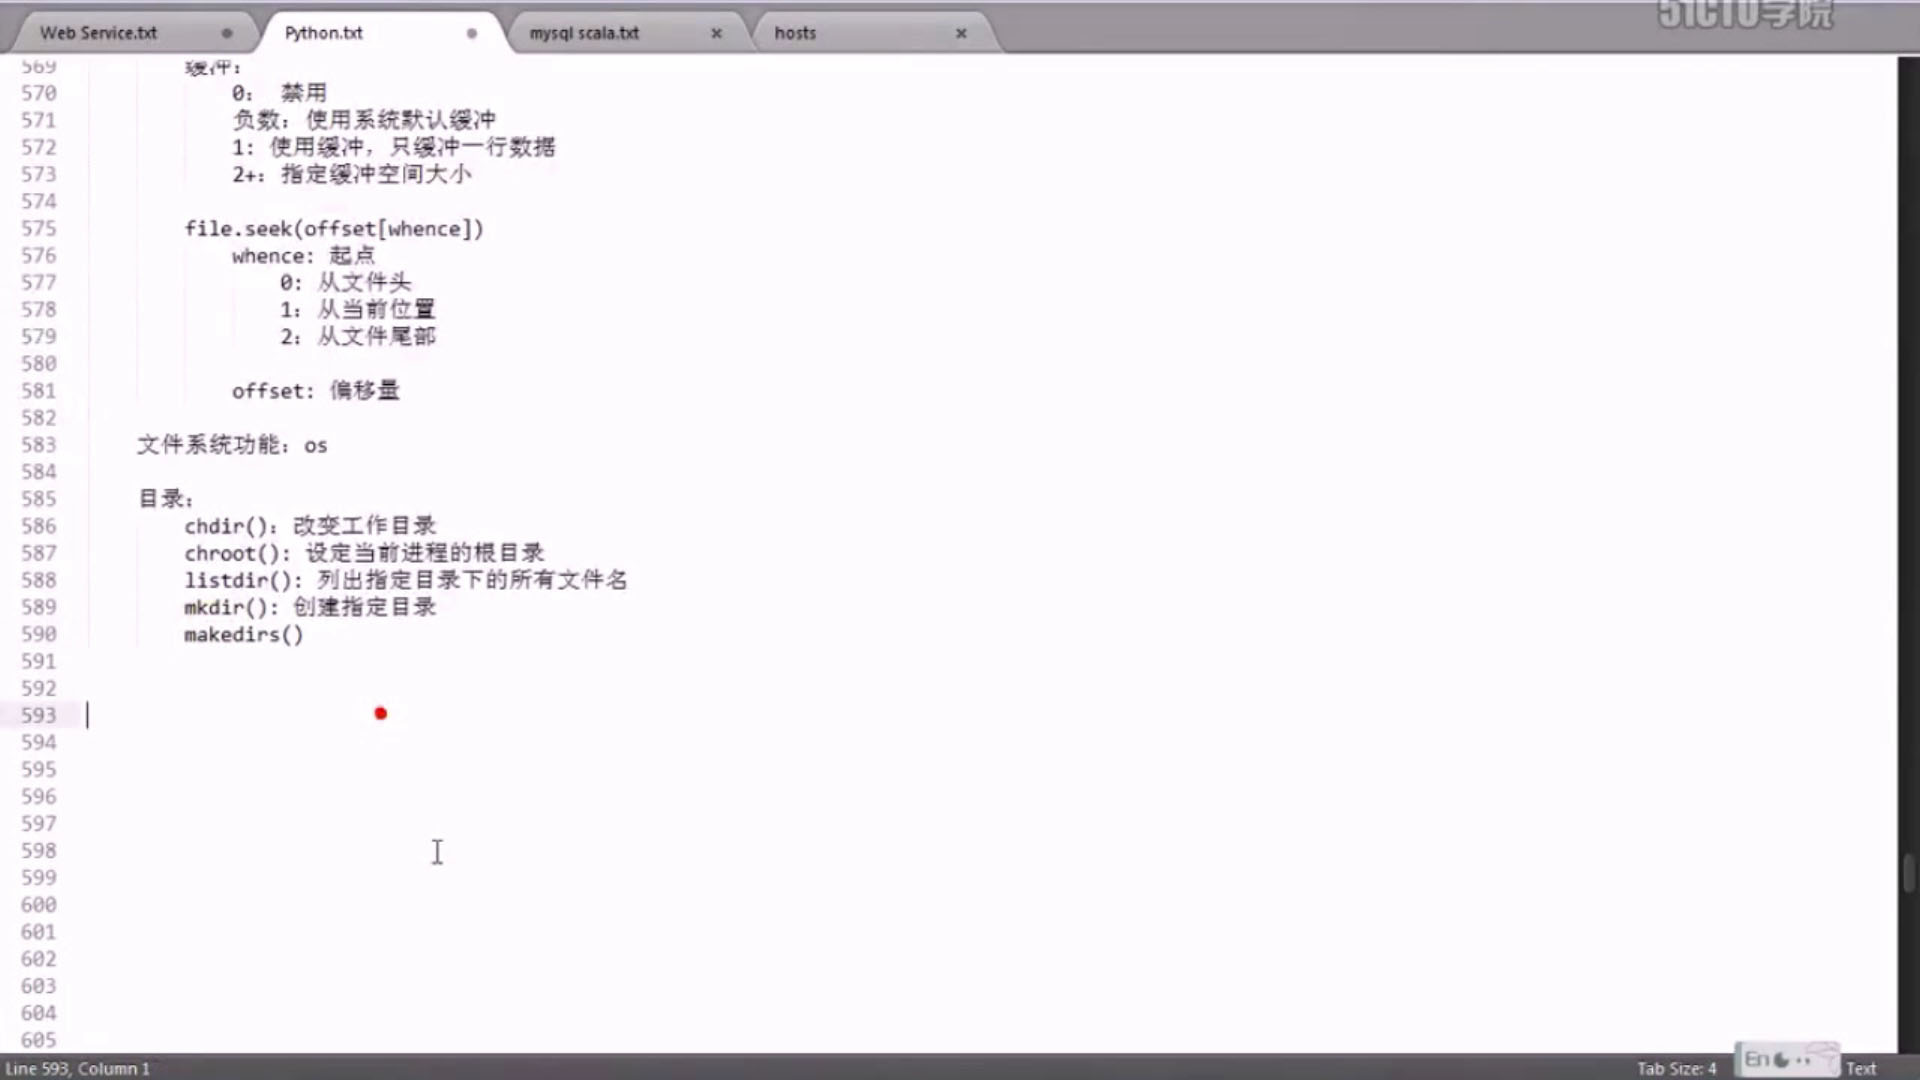 51CTO学院
Web Service.txt
Python.txt
mysql scala.txt
hosts
569 缓冲:
570 0: 禁用
571 负数: 使用系统默认缓冲
572 1: 使用缓冲, 只缓冲一行数据
573 2+: 指定缓冲空间大小
574
575 file.seek(offset[whence])
576 whence: 起点
577 0: 从文件头
578 1: 从当前位置
579 2: 从文件尾部
580
581 offset: 偏移量
582
583 文件系统功能: os
584
585 目录:
586 chdir(): 改变工作目录
587 chroot(): 设定当前进程的根目录
588 listdir(): 列出指定目录下的所有文件名
589 mkdir(): 创建指定目录
590 makedirs()
591
592
593
594
595
596
597
598
599
600
601
602
603
604
605
Line 593, Column 1
Tab Size: 4
En
Text